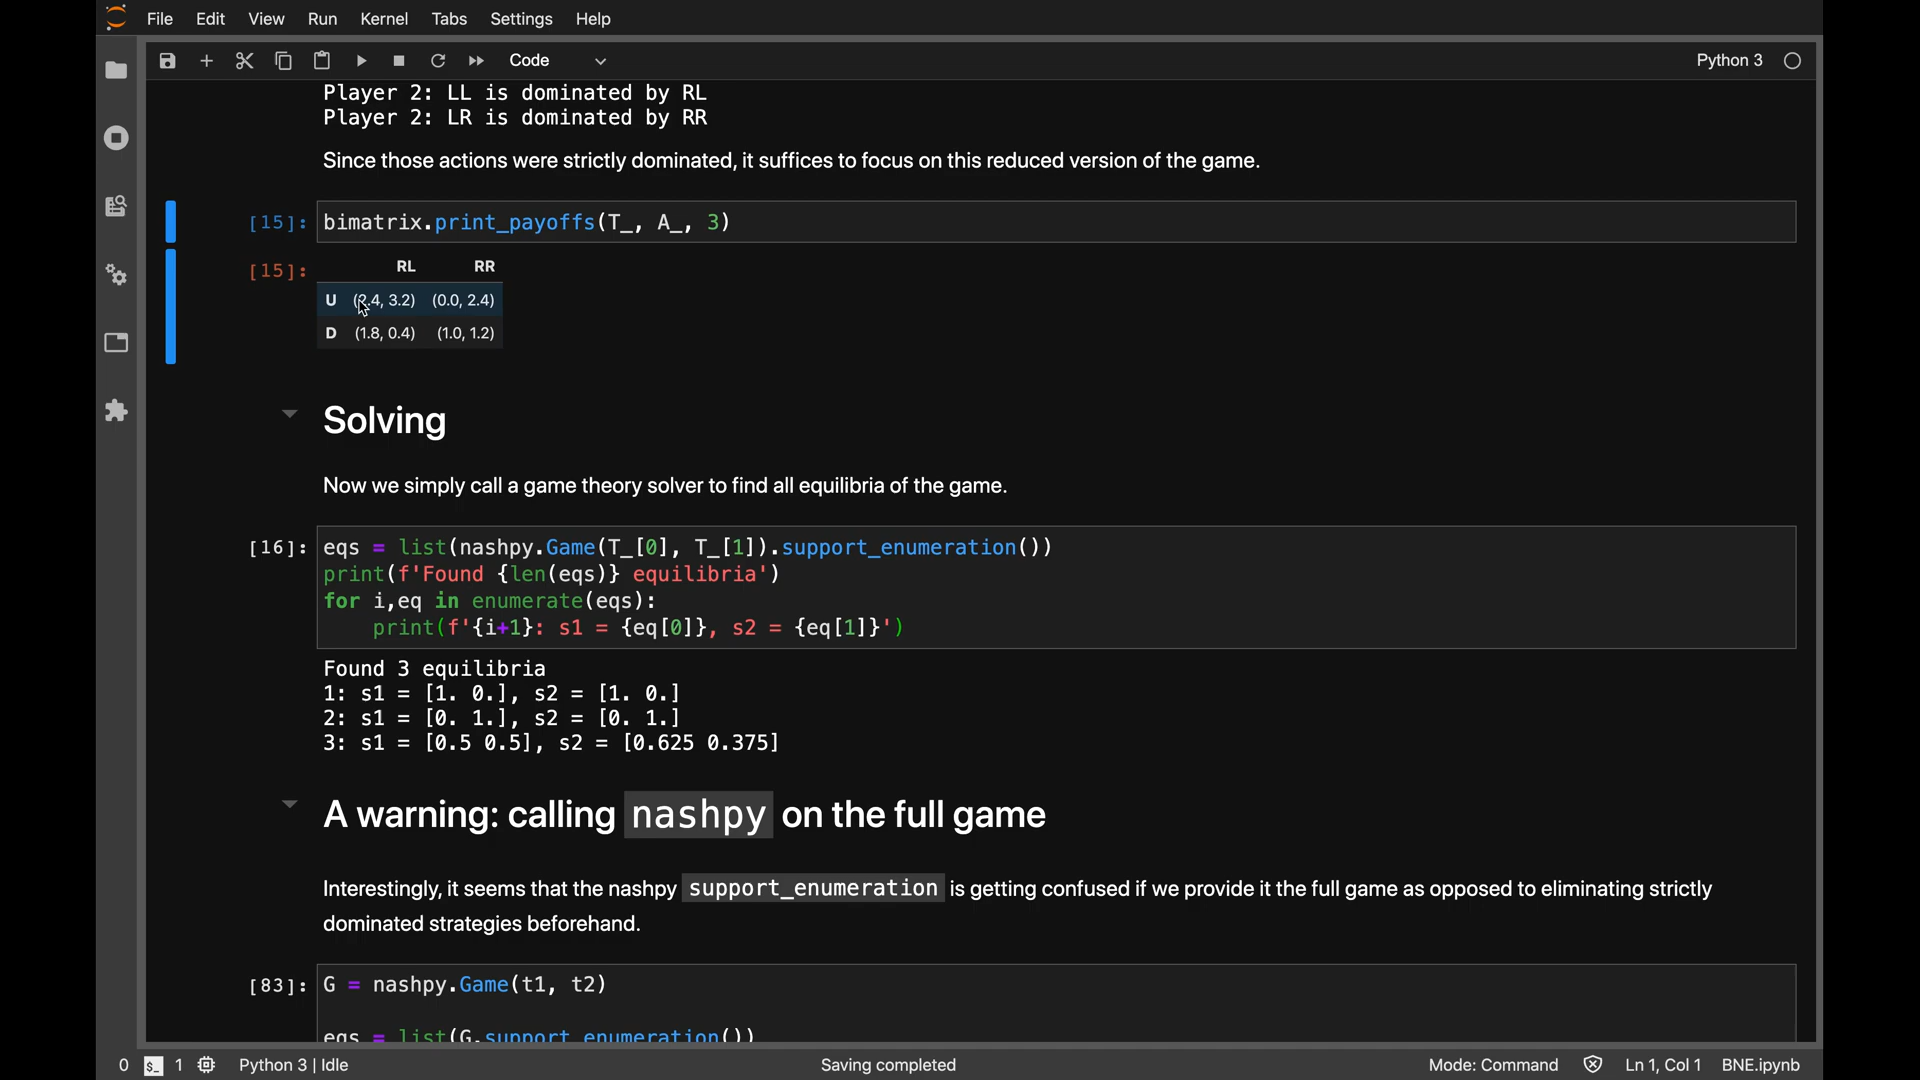 File Edit View Run Kernel Tabs Settings Help
Code Python 3
Player 2: LL is dominated by RL
Player 2: LR is dominated by RR
Since those actions were strictly dominated, it suffices to focus on this reduced version of the game.
[15]: bimatrix.print_payoffs(T_, A_, 3)
[15]: RL RR
U (2.4, 3.2) (0.0, 2.4)
D (1.8, 0.4) (1.0, 1.2)
Solving
Now we simply call a game theory solver to find all equilibria of the game.
[16]: eqs = list(nashpy.Game(T_[0], T_[1]).support_enumeration())
print(f'Found {len(eqs)} equilibria')
for i,eq in enumerate(eqs):
    print(f'{i+1}: s1 = {eq[0]}, s2 = {eq[1]}')
Found 3 equilibria
1: s1 = [1. 0.], s2 = [1. 0.]
2: s1 = [0. 1.], s2 = [0. 1.]
3: s1 = [0.5 0.5], s2 = [0.625 0.375]
A warning: calling nashpy on the full game
Interestingly, it seems that the nashpy support_enumeration is getting confused if we provide it the full game as opposed to eliminating strictly
dominated strategies beforehand.
[83]: G = nashpy.Game(t1, t2)
eqs = list(G.support_enumeration())
0 1 Python 3 | Idle Saving completed Mode: Command Ln 1, Col 1 BNE.ipynb